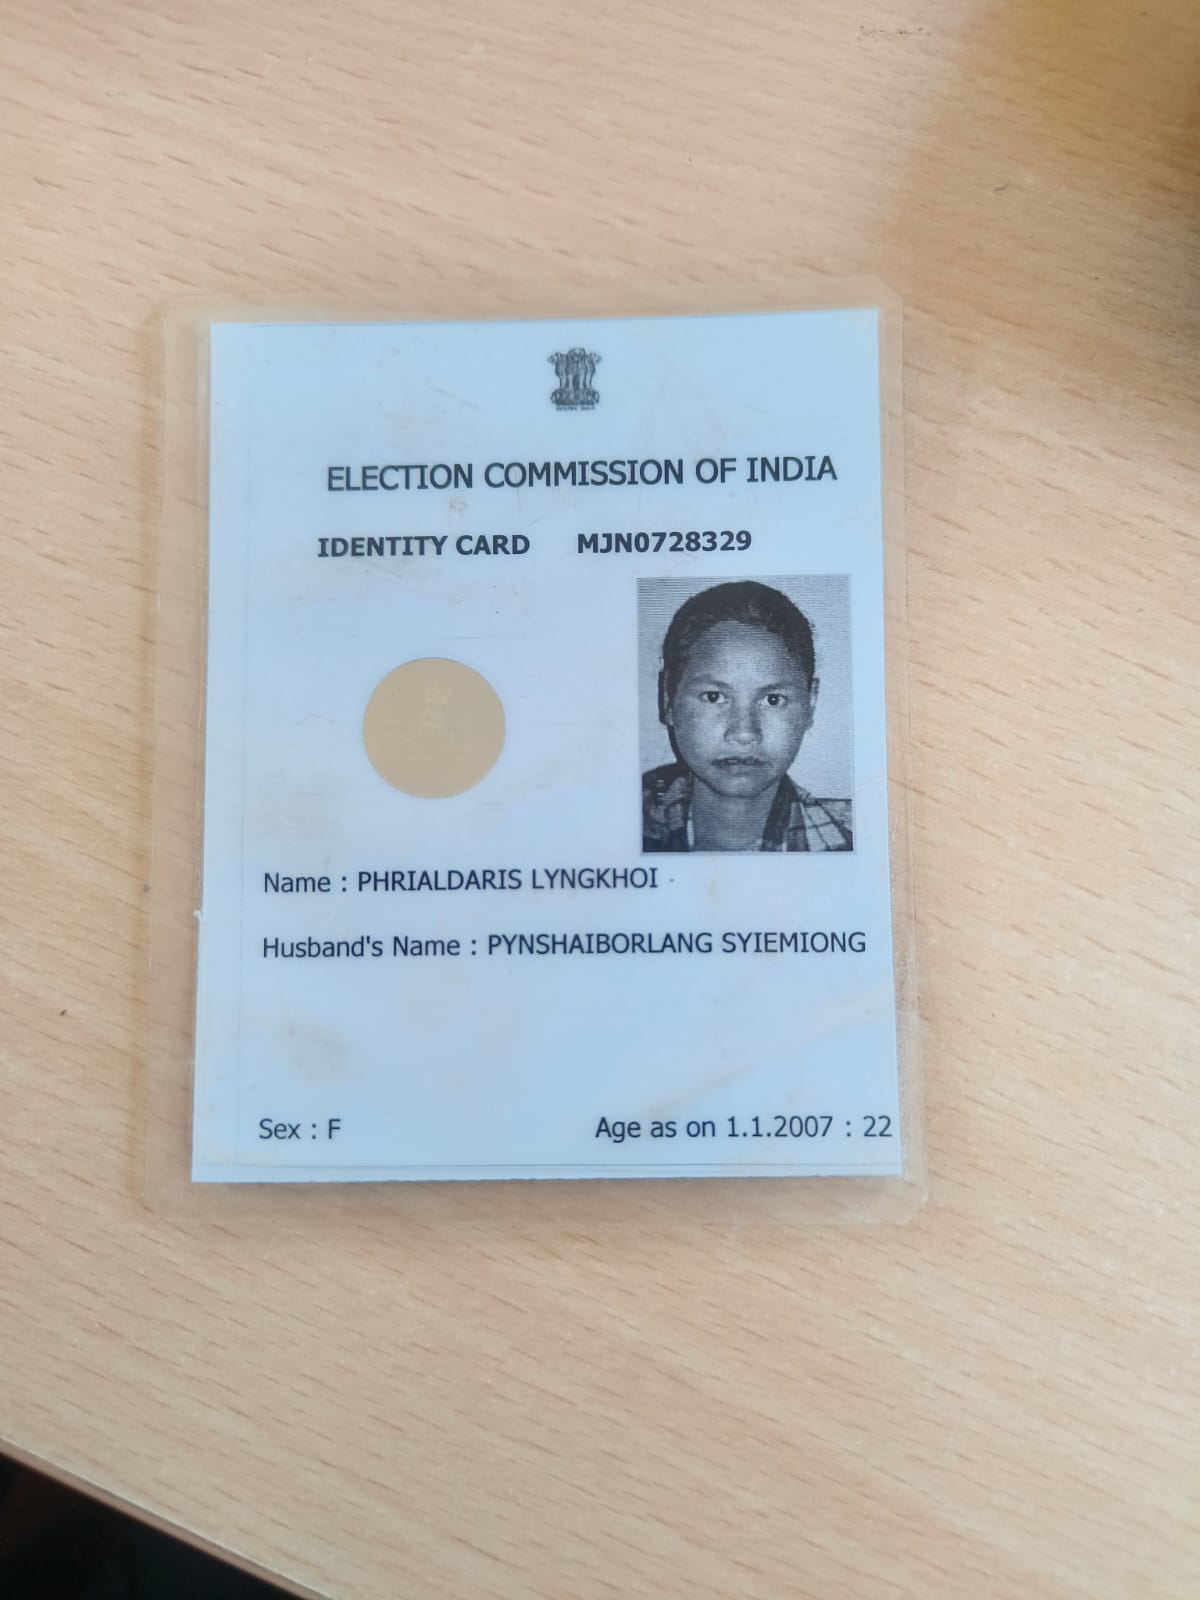 ELECTION COMMISSION OF INDIA
IDENTITY CARD MJN0728329
Name : PHRIALDARIS LYNGKHOI
Husband's Name : PYNSHAIBORLANG SYIEMIONG
Sex : F Age as on 1.1.2007 : 22